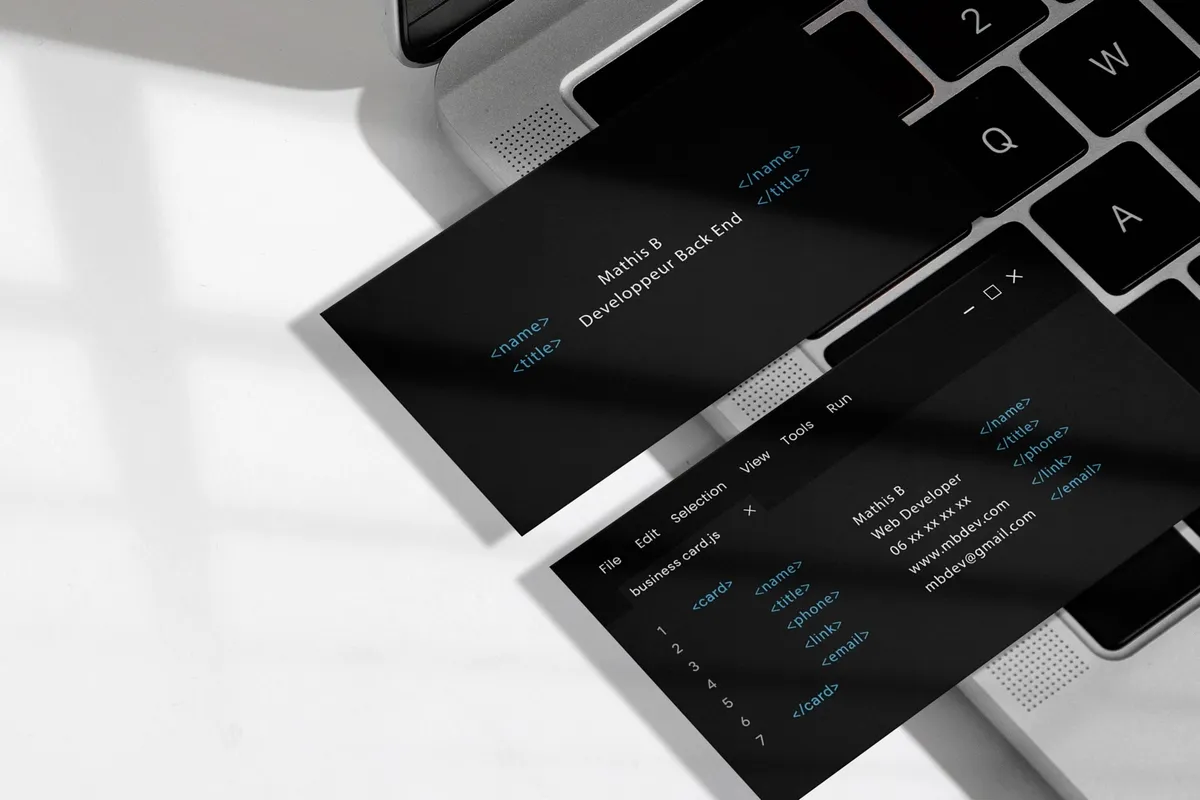 2
W
Q
A
<name> Mathis B </name>
<title> Developpeur Back End </title>
File Edit Selection View Tools Run
business card.js
1 <card>
2 <name> Mathis B </name>
3 <title> Web Developer </title>
4 <phone> 06 xx xx xx xx </phone>
5 <link> www.mbdev.com </link>
6 <email> mbdev@gmail.com </email>
7 </card>